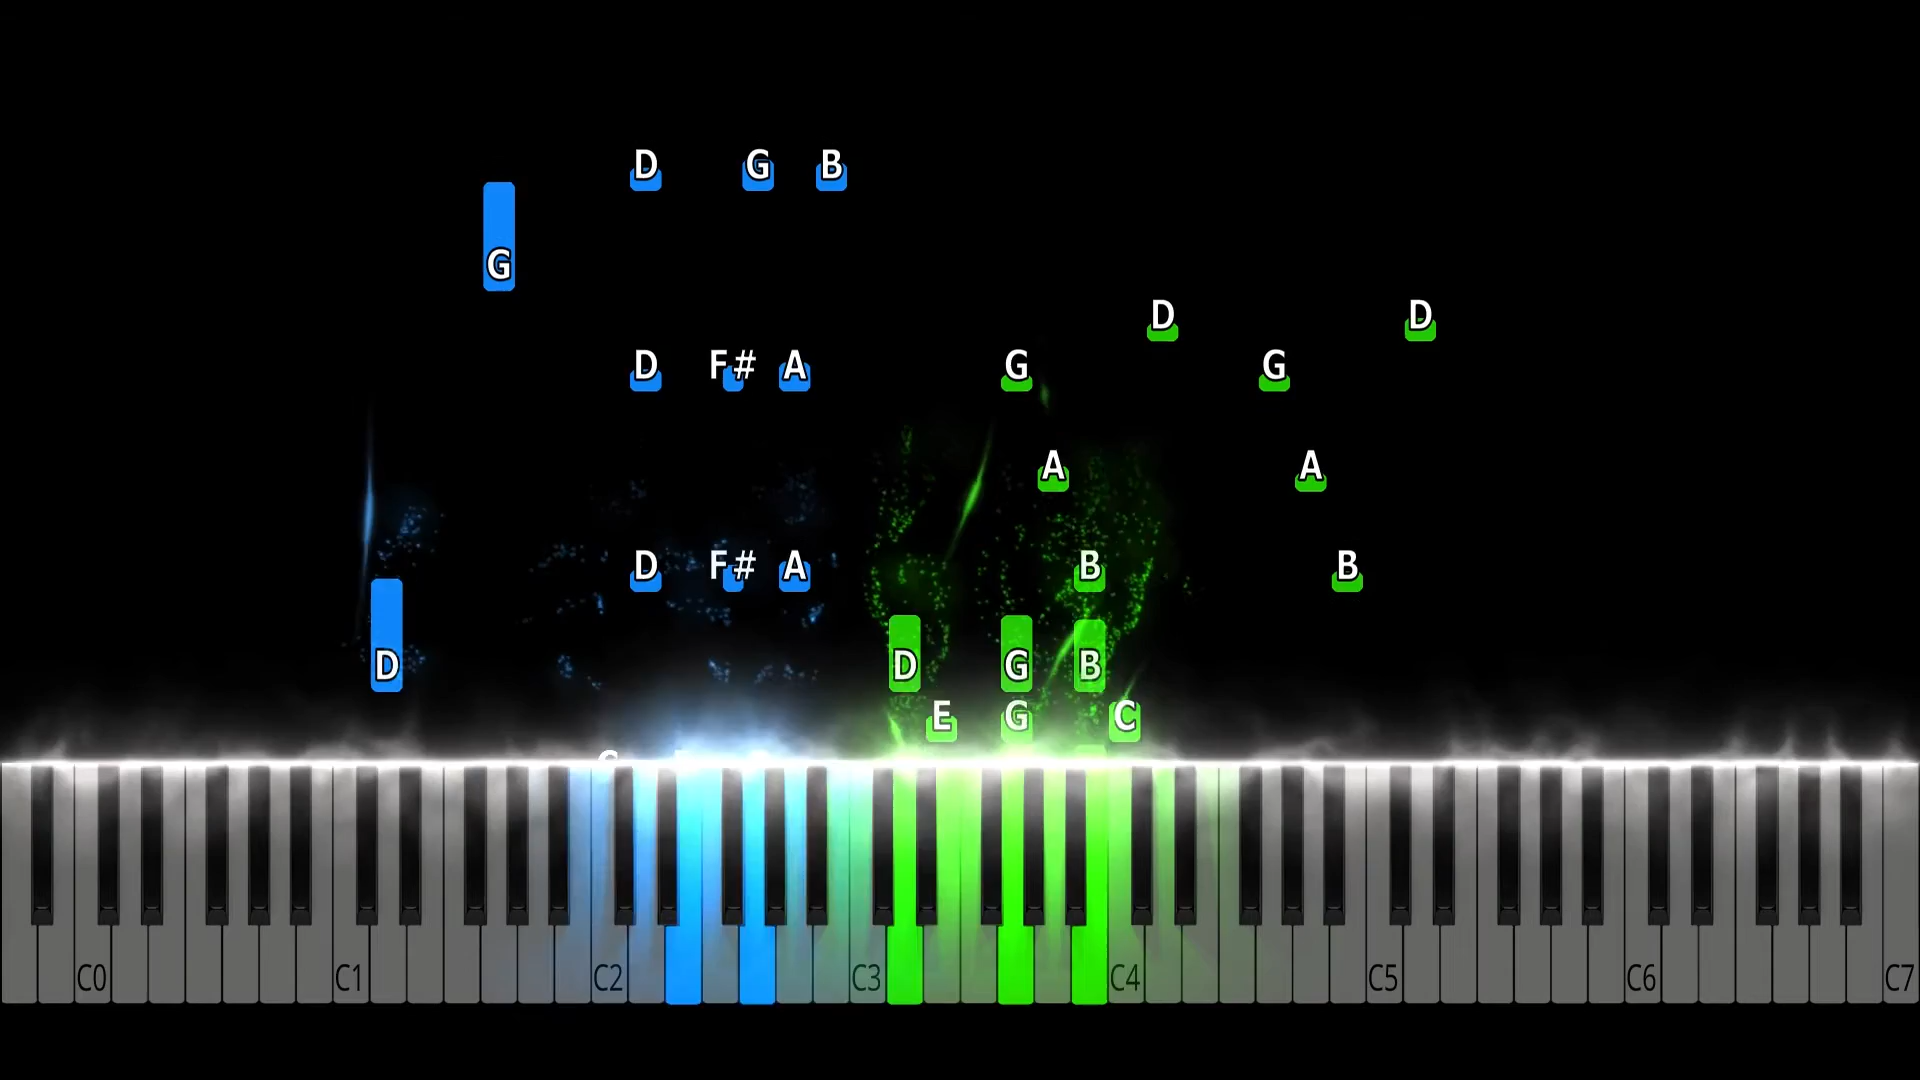 D G B
G
D D
D F# A G G
A A
D F# A B B
D D G B
E G C
C0 C1 C2 C3 C4 C5 C6 C7